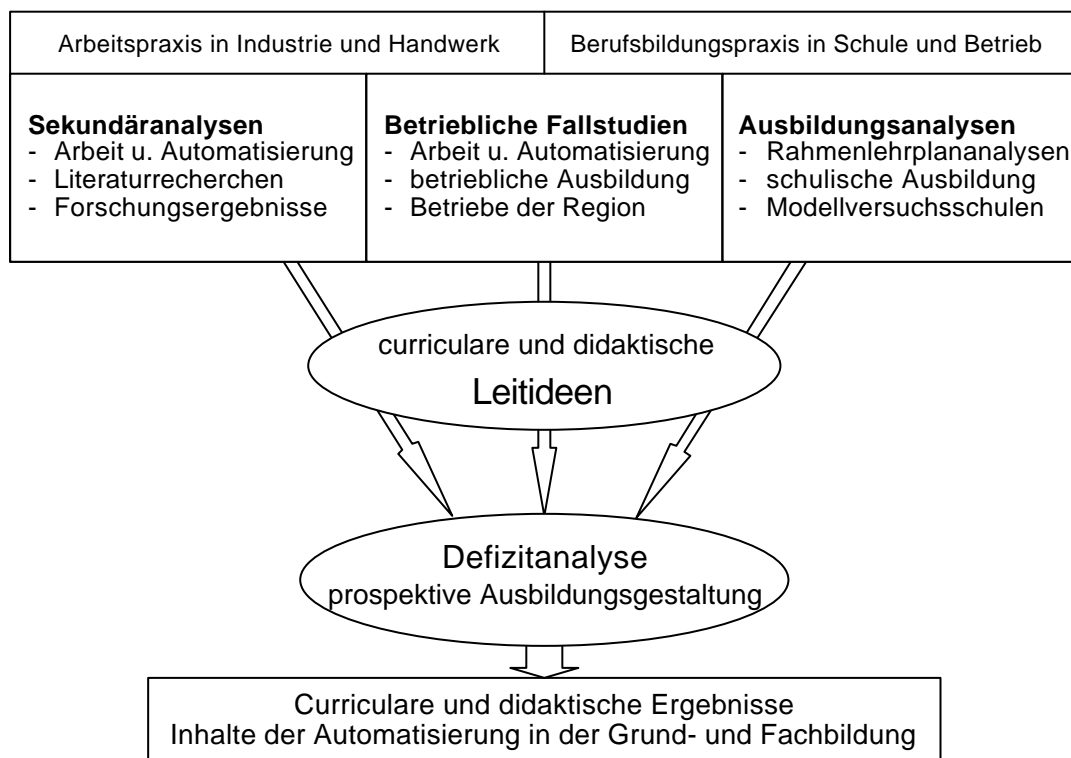 Arbeitspraxis in Industrie und Handwerk
Berufsbildungspraxis in Schule und Betrieb
Sekundäranalysen
- Arbeit u. Automatisierung
- Literaturrecherchen
- Forschungsergebnisse
Betriebliche Fallstudien
- Arbeit u. Automatisierung
- betriebliche Ausbildung
- Betriebe der Region
Ausbildungsanalysen
- Rahmenlehrplananalysen
- schulische Ausbildung
- Modellversuchsschulen
curriculare und didaktische
Leitideen
Defizitanalyse
prospektive Ausbildungsgestaltung
Curriculare und didaktische Ergebnisse
Inhalte der Automatisierung in der Grund- und Fachbildung